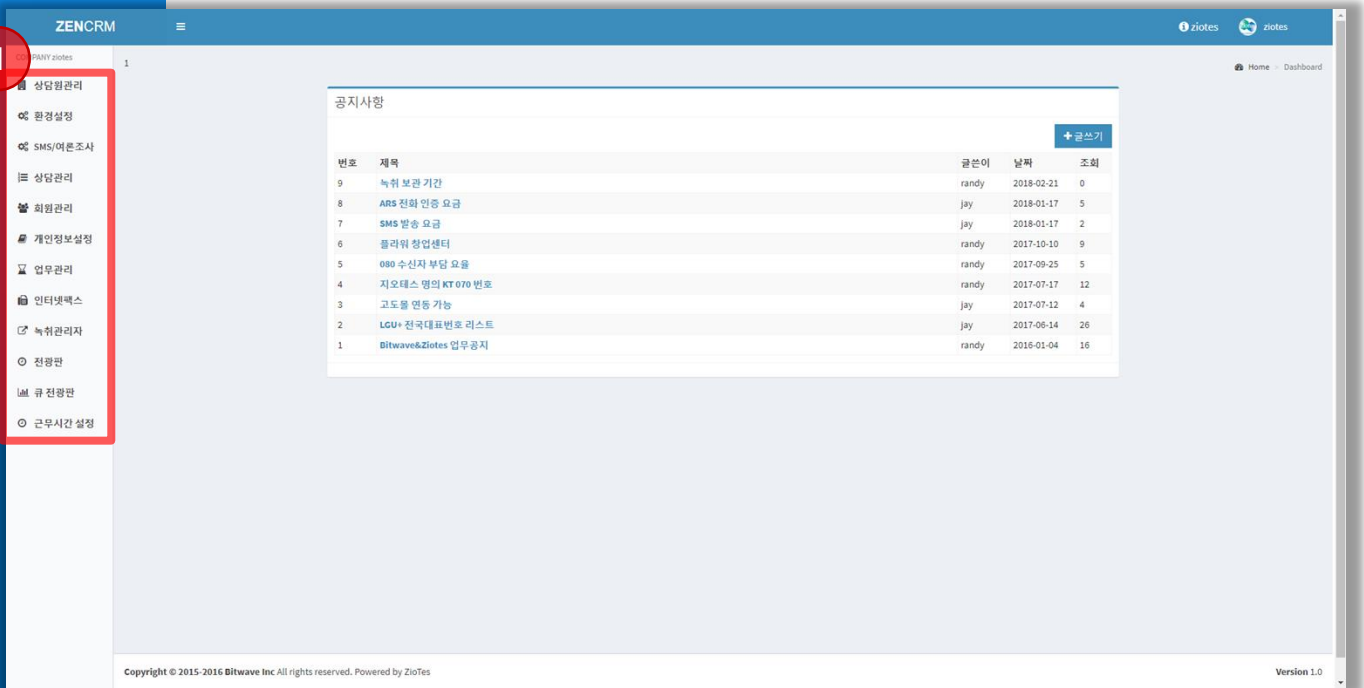 ZENCRM
ziotes
ziotes
COMPANY ziotes
1
Home > Dashboard
상담원관리
환경설정
SMS/여론조사
상담관리
회원관리
개인정보설정
업무관리
인터넷팩스
녹취관리자
전광판
큐 전광판
근무시간 설정
공지사항
글쓰기
번호 제목 글쓴이 날짜 조회
9 녹취 보관 기간 randy 2018-02-21 0
8 ARS 전화 인증 요금 jay 2018-01-17 5
7 SMS 발송 요금 jay 2018-01-17 2
6 플라워 창업센터 randy 2017-10-10 9
5 080 수신자 부담 요율 randy 2017-09-25 5
4 지오테스 명의 KT 070 번호 randy 2017-07-17 12
3 고도몰 연동 가능 jay 2017-07-12 4
2 LGU+ 전국대표번호 리스트 jay 2017-06-14 26
1 Bitwave&Ziotes 업무공지 randy 2016-01-04 16
Copyright © 2015-2016 Bitwave Inc All rights reserved. Powered by ZioTes
Version 1.0